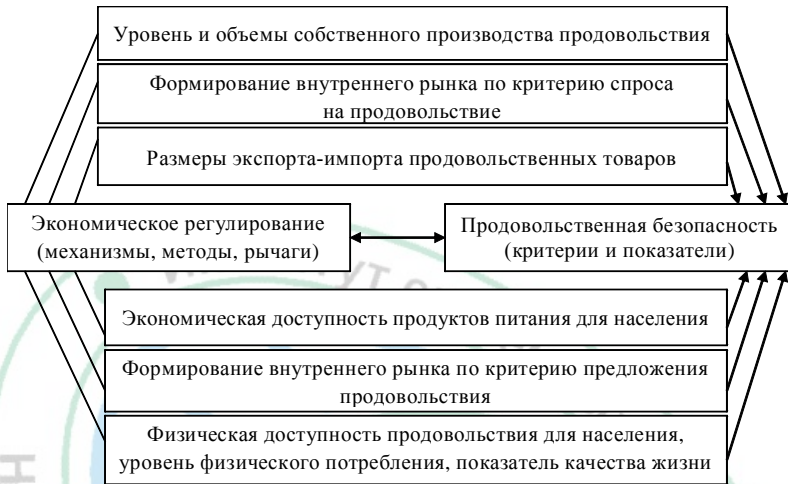 Уровень и объемы собственного производства продовольствия
Формирование внутреннего рынка по критерию спроса
на продовольствие
Размеры экспорта-импорта продовольственных товаров
Экономическое регулирование
(механизмы, методы, рычаги)
Продовольственная безопасность
(критерии и показатели)
Экономическая доступность продуктов питания для населения
Формирование внутреннего рынка по критерию предложения
продовольствия
Физическая доступность продовольствия для населения,
уровень физического потребления, показатель качества жизни